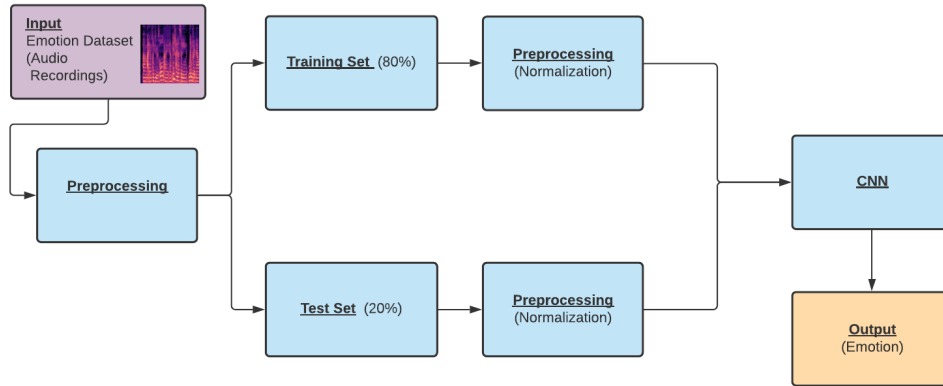 Input
Emotion Dataset
(Audio
Recordings)
Preprocessing
Training Set (80%)
Preprocessing
(Normalization)
Test Set (20%)
Preprocessing
(Normalization)
CNN
Output
(Emotion)